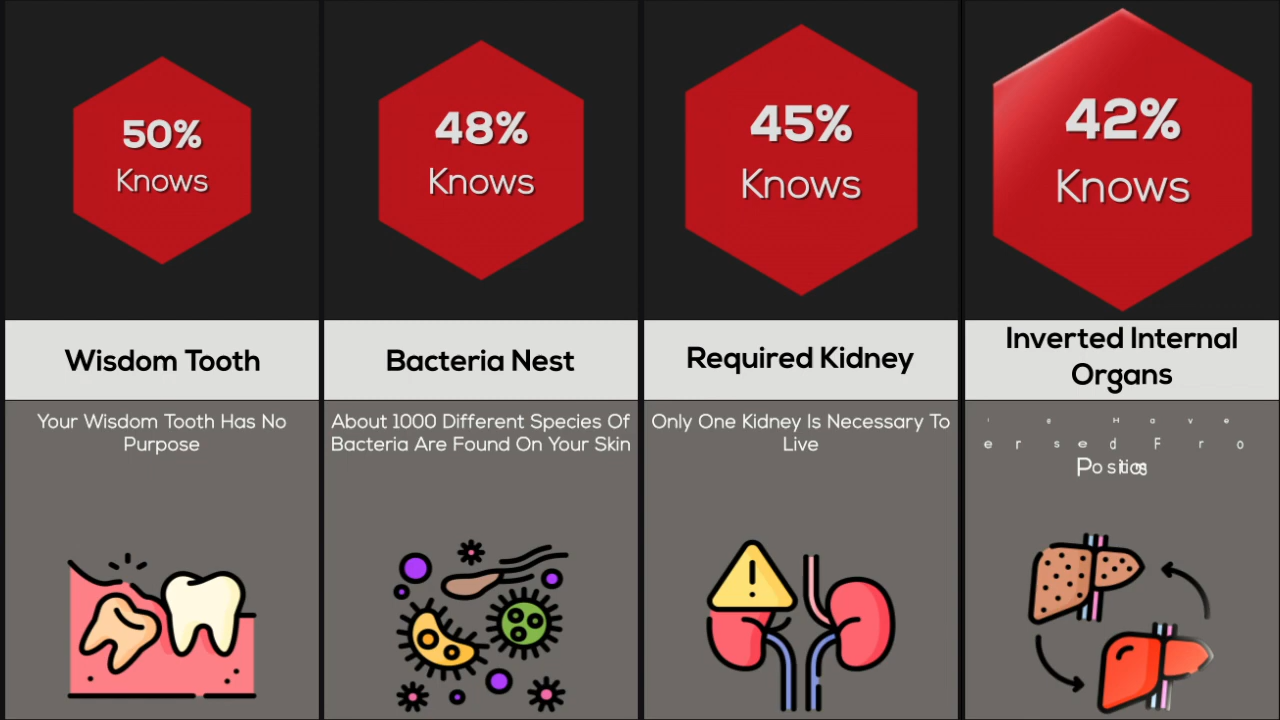 50%
Knows
48%
Knows
45%
Knows
42%
Knows
Wisdom Tooth
Bacteria Nest
Required Kidney
Inverted Internal
Organs
Your Wisdom Tooth Has No
Purpose
About 1000 Different Species Of
Bacteria Are Found On Your Skin
Only One Kidney Is Necessary To
Live